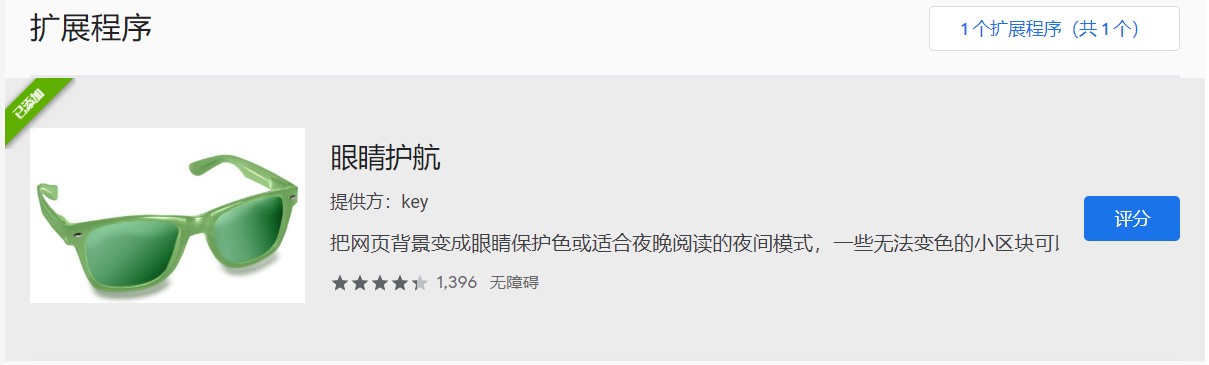 扩展程序
1 个扩展程序（共 1 个）
已添加
眼睛护航
提供方：key
把网页背景变成眼睛保护色或适合夜晚阅读的夜间模式，一些无法变色的小区块可
评分
1,396 无障碍